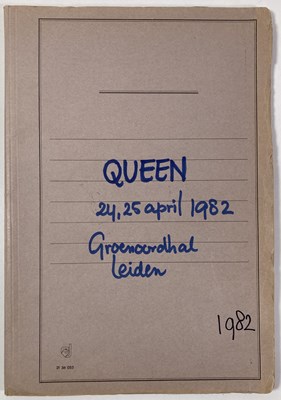 QUEEN
24, 25 april 1982
Groenoordhal
Leiden
1982